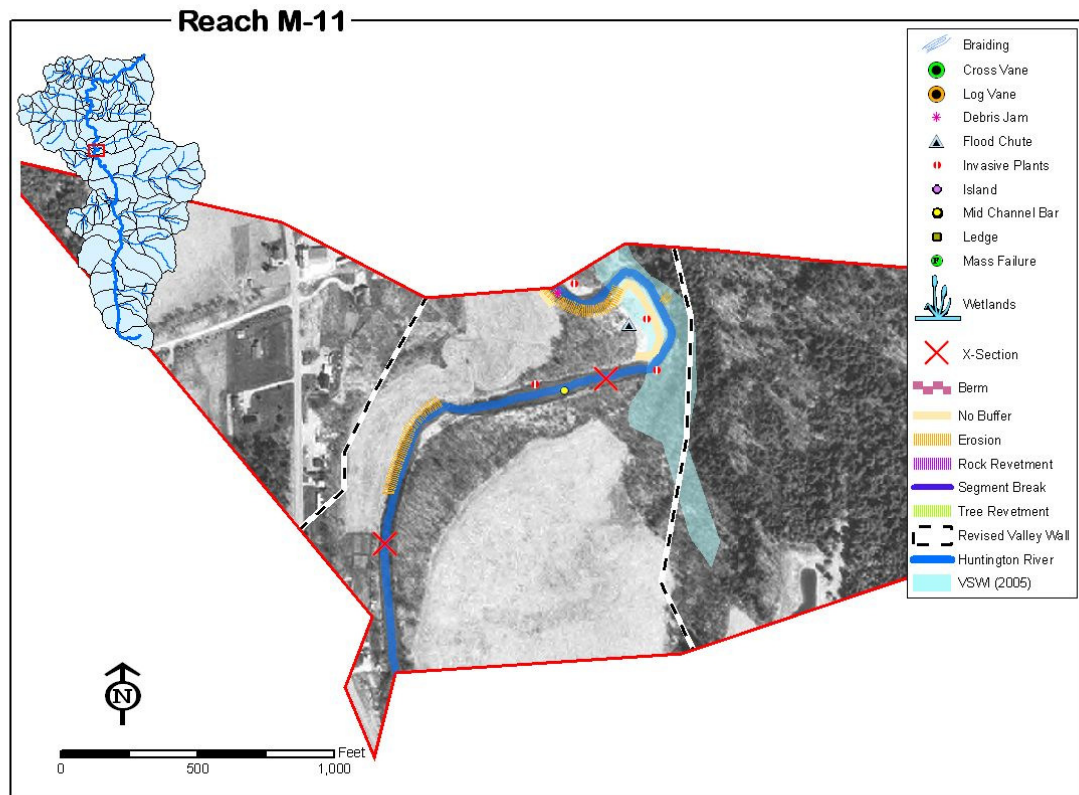 Reach M-11
Braiding
Cross Vane
Log Vane
Debris Jam
Flood Chute
Invasive Plants
Island
Mid Channel Bar
Ledge
F Mass Failure
Wetlands
X-Section
Berm
No Buffer
Erosion
Rock Revetment
Segment Break
Tree Revetment
Revised Valley Wall
Huntington River
VSWI (2005)
N
Feet
0 500 1,000